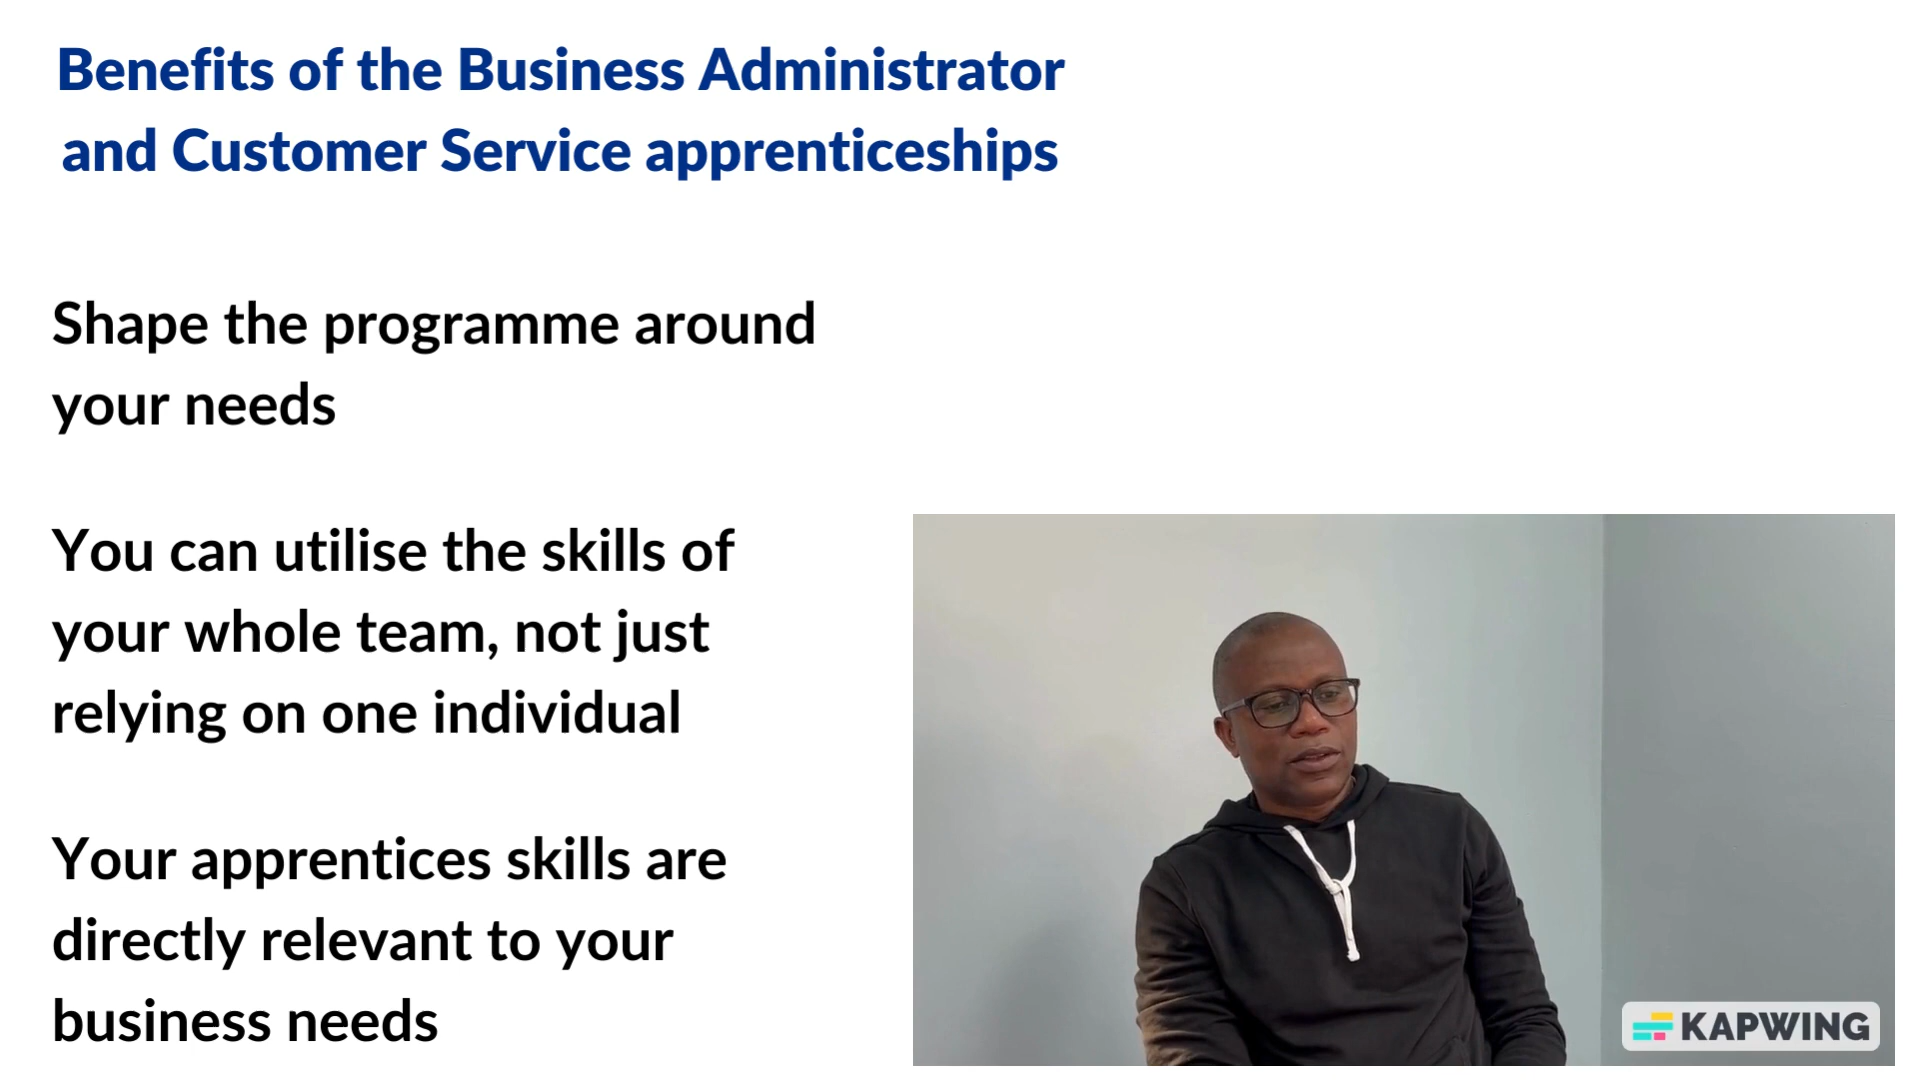 Benefits of the Business Administrator
and Customer Service apprenticeships
Shape the programme around
your needs
You can utilise the skills of
your whole team, not just
relying on one individual
Your apprentices skills are
directly relevant to your
business needs
KAPWING